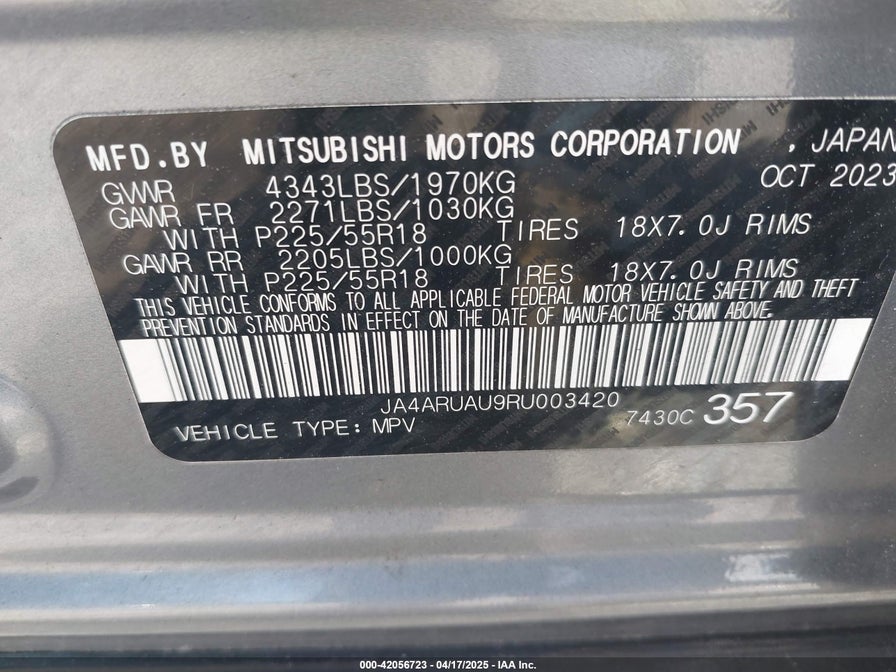 MFD.BY MITSUBISHI MOTORS CORPORATION , JAPAN
GVWR 4343LBS/1970KG OCT 2023
GAWR FR 2271LBS/1030KG
WITH P225/55R18 TIRES 18X7.0J RIMS
GAWR RR 2205LBS/1000KG
WITH P225/55R18 TIRES 18X7.0J RIMS
THIS VEHICLE CONFORMS TO ALL APPLICABLE FEDERAL MOTOR VEHICLE SAFETY AND THEFT
PREVENTION STANDARDS IN EFFECT ON THE DATE OF MANUFACTURE SHOWN ABOVE.
JA4ARUAU9RU003420
VEHICLE TYPE: MPV 7430C 357
000-42056723 - 04/17/2025 - IAA Inc.